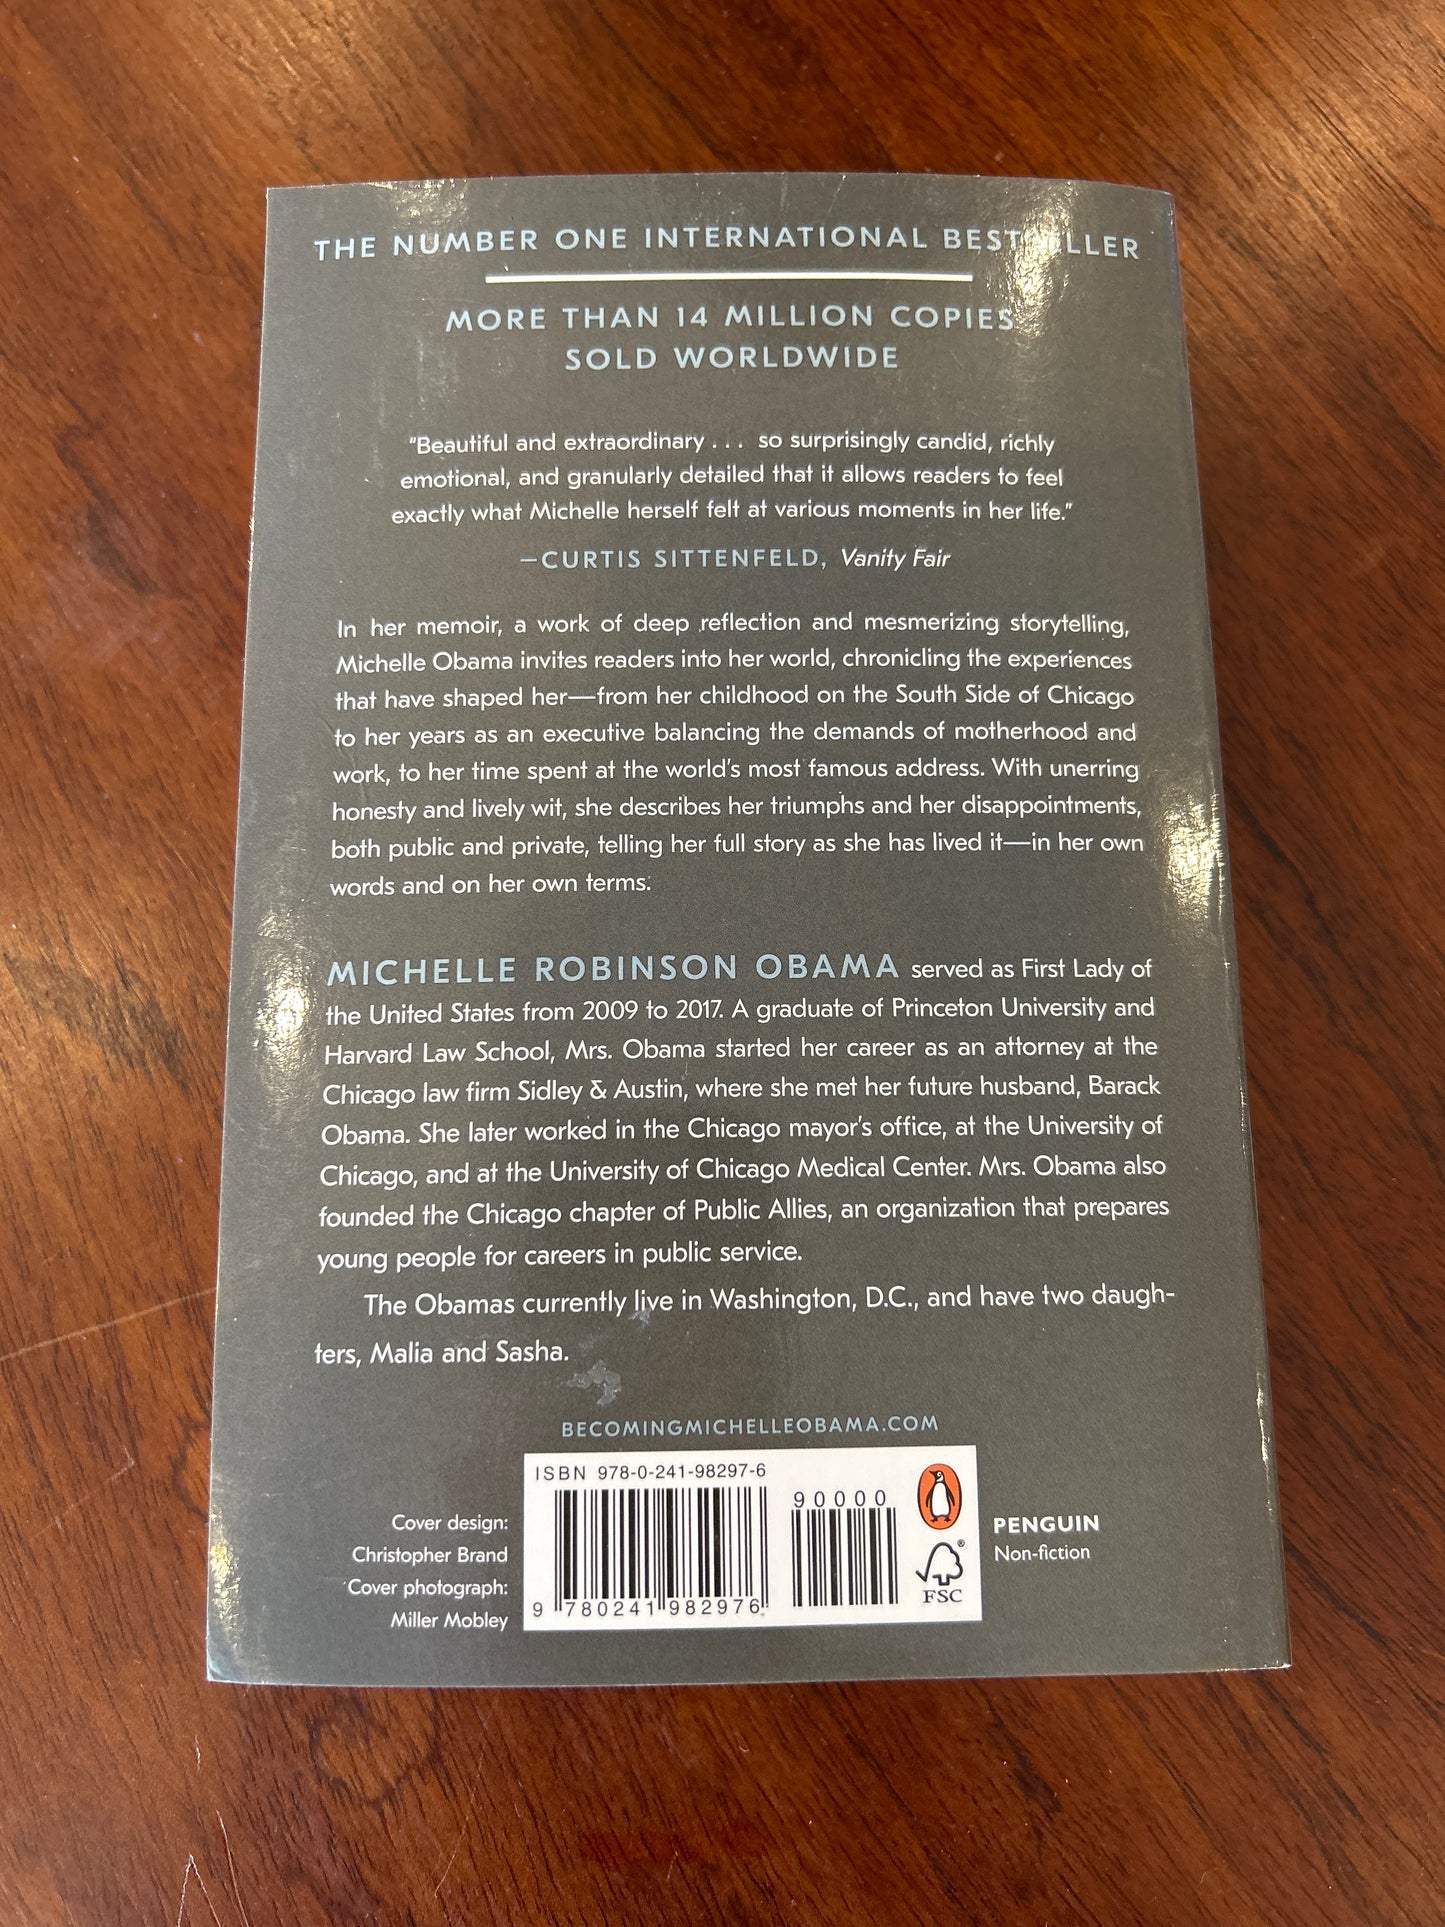 THE NUMBER ONE INTERNATIONAL BESTSELLER
MORE THAN 14 MILLION COPIES
SOLD WORLDWIDE
"Beautiful and extraordinary . . . so surprisingly candid, richly
emotional, and granularly detailed that it allows readers to feel
exactly what Michelle herself felt at various moments in her life."
—CURTIS SITTENFELD, Vanity Fair
In her memoir, a work of deep reflection and mesmerizing storytelling,
Michelle Obama invites readers into her world, chronicling the experiences
that have shaped her—from her childhood on the South Side of Chicago
to her years as an executive balancing the demands of motherhood and
work, to her time spent at the world's most famous address. With unerring
honesty and lively wit, she describes her triumphs and her disappointments,
both public and private, telling her full story as she has lived it—in her own
words and on her own terms.
MICHELLE ROBINSON OBAMA served as First Lady of
the United States from 2009 to 2017. A graduate of Princeton University and
Harvard Law School, Mrs. Obama started her career as an attorney at the
Chicago law firm Sidley & Austin, where she met her future husband, Barack
Obama. She later worked in the Chicago mayor's office, at the University of
Chicago, and at the University of Chicago Medical Center. Mrs. Obama also
founded the Chicago chapter of Public Allies, an organization that prepares
young people for careers in public service.
The Obamas currently live in Washington, D.C., and have two daugh-
ters, Malia and Sasha.
BECOMINGMICHELLEOBAMA.COM
Cover design:
Christopher Brand
Cover photograph:
Miller Mobley
ISBN 978-0-241-98297-6
90000
9 780241 982976
FSC
®
PENGUIN
Non-fiction